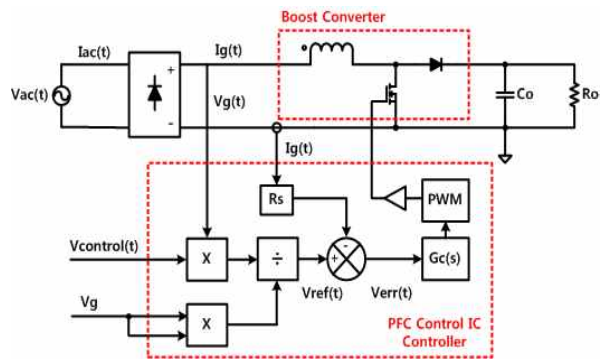 Boost Converter
Iac(t)
Ig(t)
+
Vac(t)
Vg(t)
Co
Ro
-
Ig(t)
Rs
PWM
Vcontrol(t)
X
÷
+
-
Gc(s)
Vref(t)
Verr(t)
Vg
X
PFC Control IC
Controller